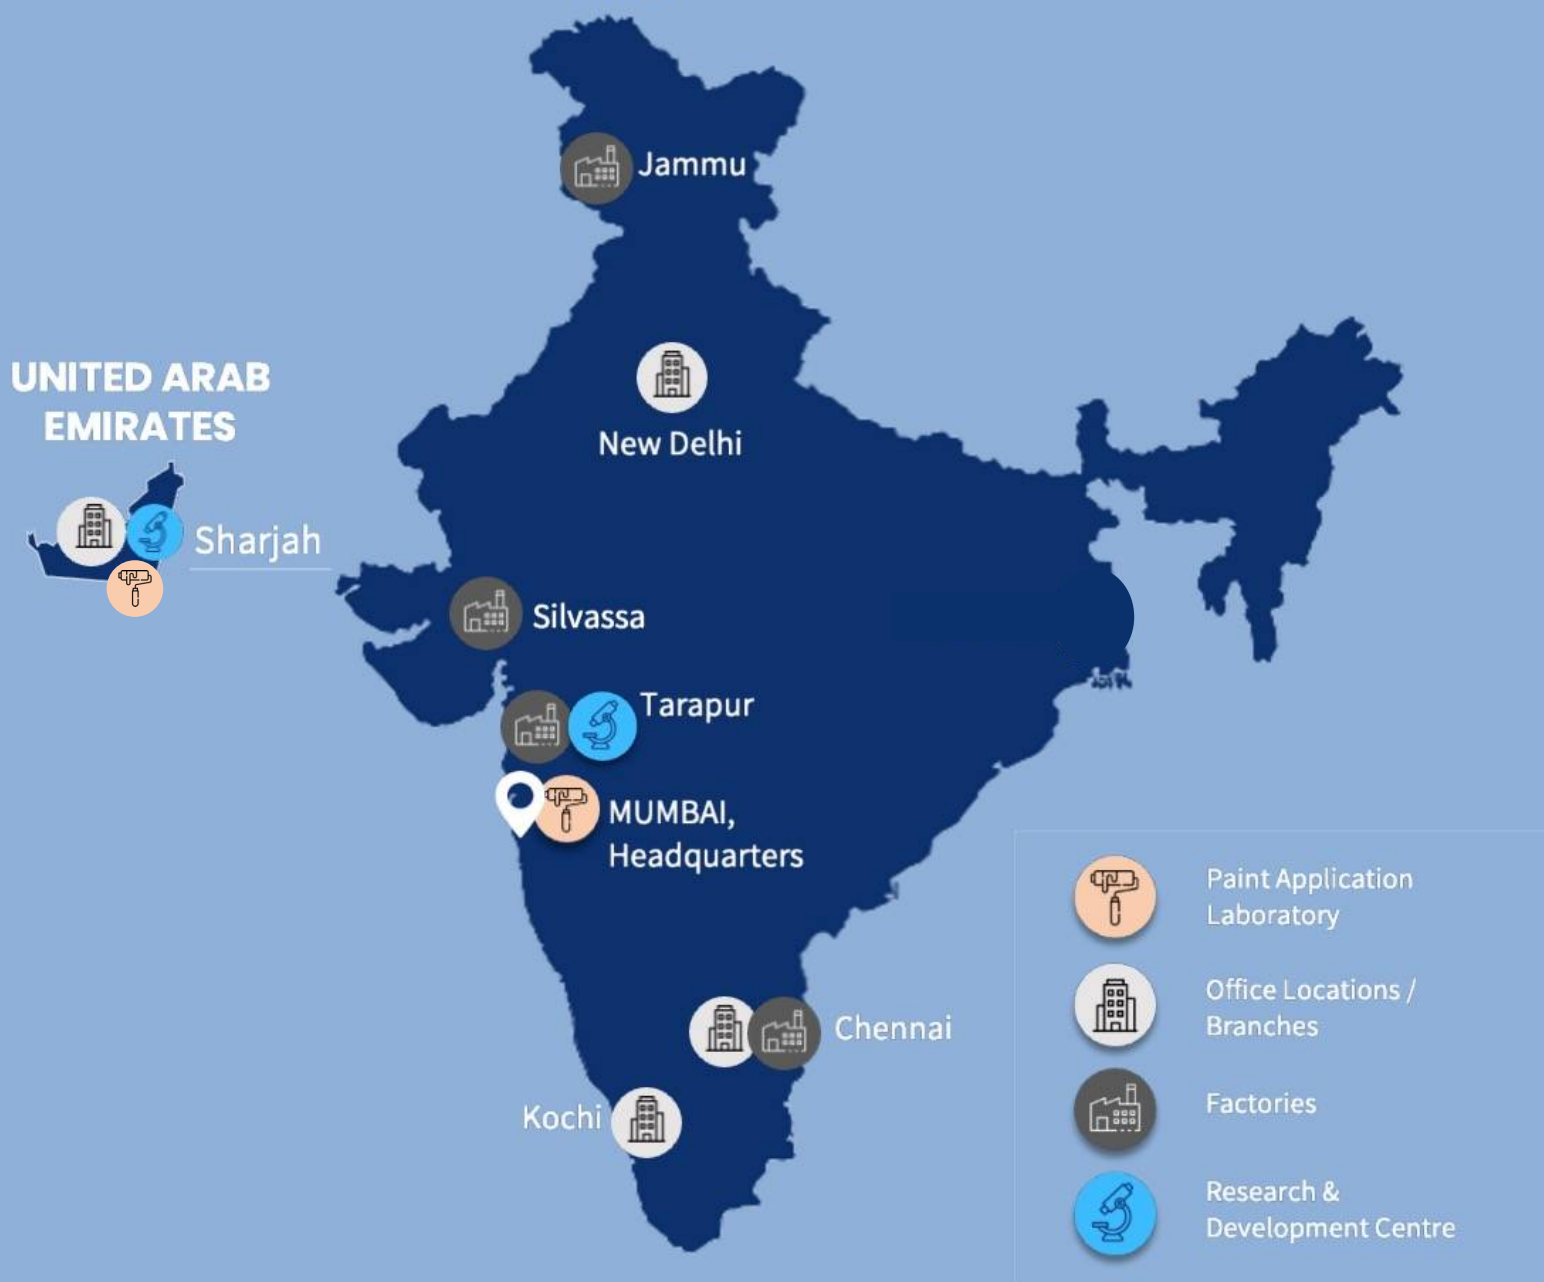 Jammu
New Delhi
UNITED ARAB
EMIRATES
Sharjah
Silvassa
Tarapur
MUMBAI,
Headquarters
Chennai
Kochi
Paint Application
Laboratory
Office Locations /
Branches
Factories
Research &
Development Centre